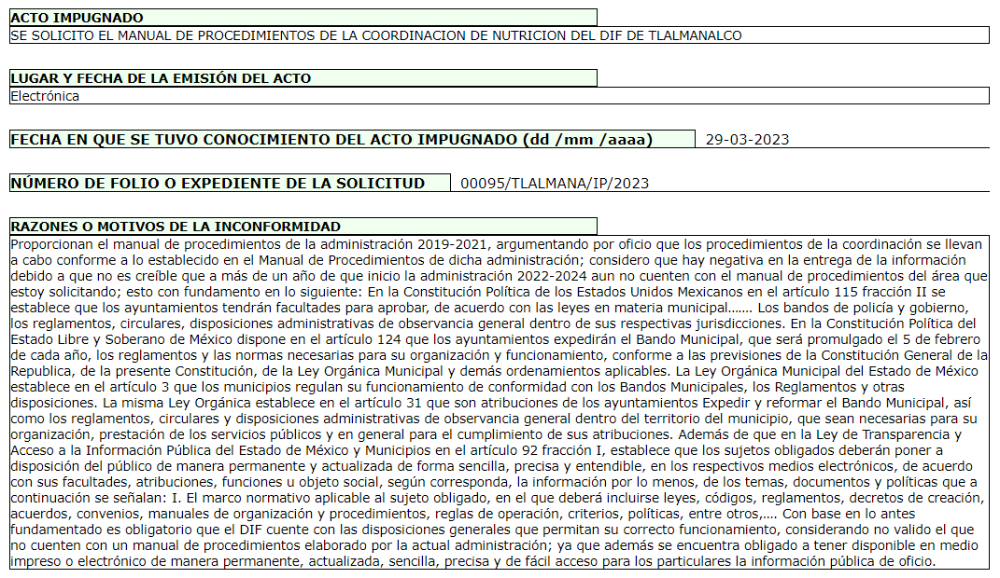 ACTO IMPUGNADO
SE SOLICITO EL MANUAL DE PROCEDIMIENTOS DE LA COORDINACION DE NUTRICION DEL DIF DE TLALMANALCO
LUGAR Y FECHA DE LA EMISIÓN DEL ACTO
Electrónica
FECHA EN QUE SE TUVO CONOCIMIENTO DEL ACTO IMPUGNADO (dd /mm /aaaa) 29-03-2023
NÚMERO DE FOLIO O EXPEDIENTE DE LA SOLICITUD 00095/TLALMANA/IP/2023
RAZONES O MOTIVOS DE LA INCONFORMIDAD
Proporcionan el manual de procedimientos de la administración 2019-2021, argumentando por oficio que los procedimientos de la coordinación se llevan
a cabo conforme a lo establecido en el Manual de Procedimientos de dicha administración; considero que hay negativa en la entrega de la información
debido a que no es creíble que a más de un año de que inicio la administración 2022-2024 aun no cuenten con el manual de procedimientos del área que
estoy solicitando; esto con fundamento en lo siguiente: En la Constitución Política de los Estados Unidos Mexicanos en el artículo 115 fracción II se
establece que los ayuntamientos tendrán facultades para aprobar, de acuerdo con las leyes en materia municipal....... Los bandos de policía y gobierno,
los reglamentos, circulares, disposiciones administrativas de observancia general dentro de sus respectivas jurisdicciones. En la Constitución Política del
Estado Libre y Soberano de México dispone en el artículo 124 que los ayuntamientos expedirán el Bando Municipal, que será promulgado el 5 de febrero
de cada año, los reglamentos y las normas necesarias para su organización y funcionamiento, conforme a las previsiones de la Constitución General de la
Republica, de la presente Constitución, de la Ley Orgánica Municipal y demás ordenamientos aplicables. La Ley Orgánica Municipal del Estado de México
establece en el artículo 3 que los municipios regulan su funcionamiento de conformidad con los Bandos Municipales, los Reglamentos y otras
disposiciones. La misma Ley Orgánica establece en el artículo 31 que son atribuciones de los ayuntamientos Expedir y reformar el Bando Municipal, así
como los reglamentos, circulares y disposiciones administrativas de observancia general dentro del territorio del municipio, que sean necesarias para su
organización, prestación de los servicios públicos y en general para el cumplimiento de sus atribuciones. Además de que en la Ley de Transparencia y
Acceso a la Información Pública del Estado de México y Municipios en el artículo 92 fracción I, establece que los sujetos obligados deberán poner a
disposición del público de manera permanente y actualizada de forma sencilla, precisa y entendible, en los respectivos medios electrónicos, de acuerdo
con sus facultades, atribuciones, funciones u objeto social, según corresponda, la información por lo menos, de los temas, documentos y políticas que a
continuación se señalan: I. El marco normativo aplicable al sujeto obligado, en el que deberá incluirse leyes, códigos, reglamentos, decretos de creación,
acuerdos, convenios, manuales de organización y procedimientos, reglas de operación, criterios, políticas, entre otros,.... Con base en lo antes
fundamentado es obligatorio que el DIF cuente con las disposiciones generales que permitan su correcto funcionamiento, considerando no valido el que
no cuenten con un manual de procedimientos elaborado por la actual administración; ya que además se encuentra obligado a tener disponible en medio
impreso o electrónico de manera permanente, actualizada, sencilla, precisa y de fácil acceso para los particulares la información pública de oficio.